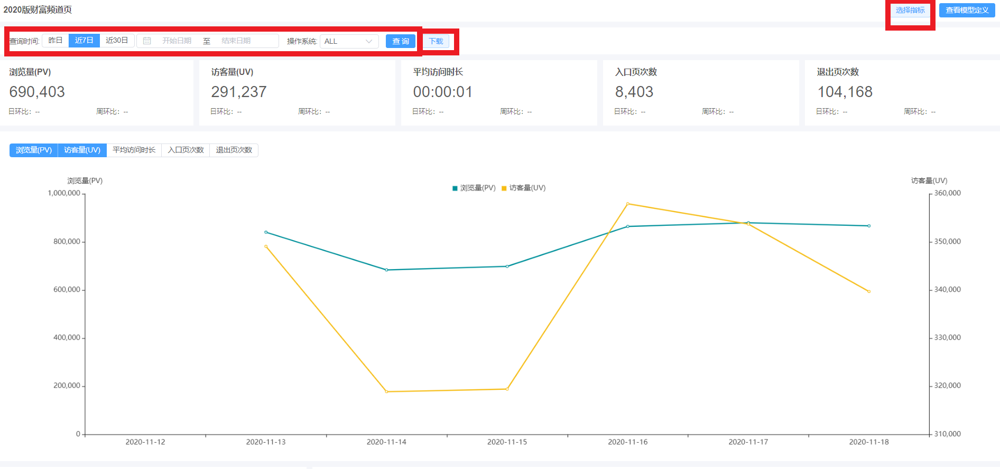 2020版财富频道页
选择指标 查看模型定义
查询时间: 昨日 近7日 近30日 开始日期 至 结束日期 操作系统: ALL 查 询 下载
浏览量(PV) 访客量(UV) 平均访问时长 入口页次数 退出页次数
690,403 291,237 00:00:01 8,403 104,168
日环比: -- 周环比: -- 日环比: -- 周环比: -- 日环比: -- 周环比: -- 日环比: -- 周环比: -- 日环比: -- 周环比: --
浏览量(PV) 访客量(UV) 平均访问时长 入口页次数 退出页次数
浏览量(PV) 访客量(UV)
浏览量(PV) 访客量(UV)
1,000,000 360,000
800,000 350,000
600,000 340,000
400,000 330,000
200,000 320,000
0 310,000
2020-11-12 2020-11-13 2020-11-14 2020-11-15 2020-11-16 2020-11-17 2020-11-18